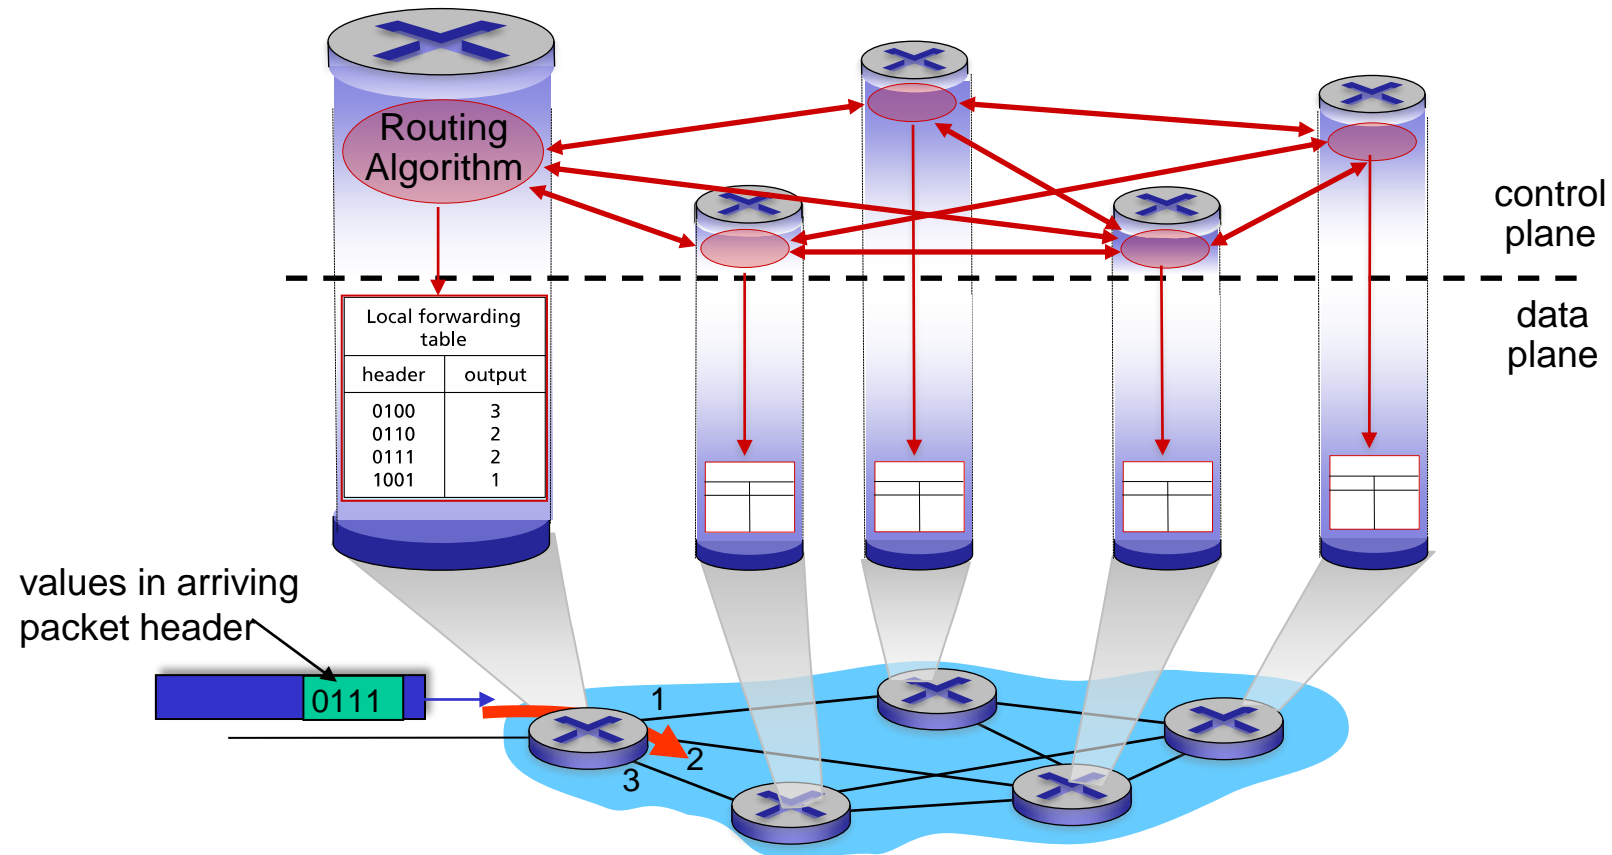 Routing
Algorithm
control
plane
data
plane
Local forwarding
table
header output
0100 3
0110 2
0111 2
1001 1
values in arriving
packet header
0111
1
2
3